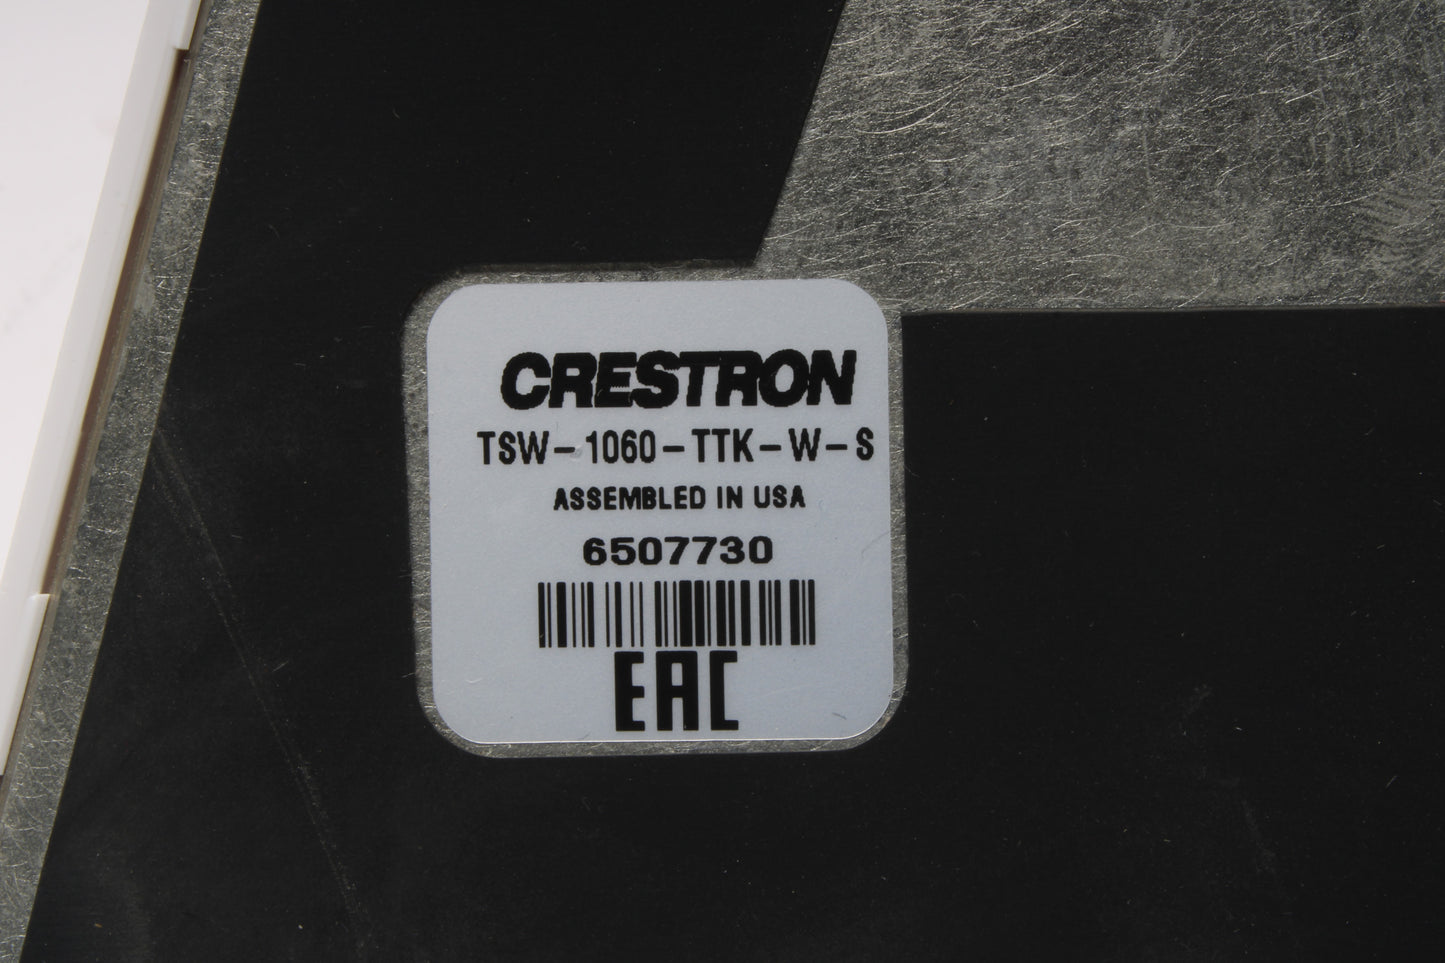 CRESTRON
TSW-1060-TTK-W-S
ASSEMBLED IN USA
6507730
EAC